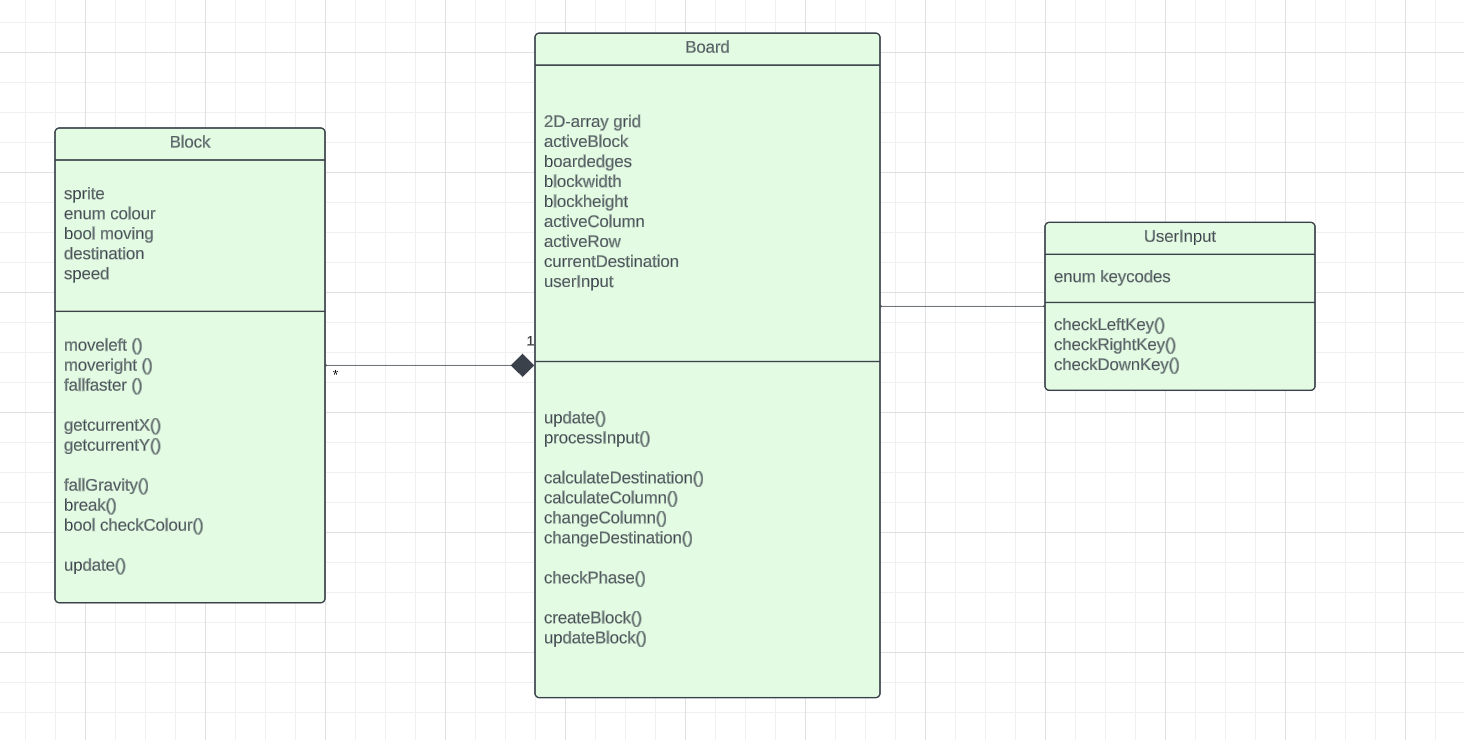 Block
sprite
enum colour
bool moving
destination
speed
moveleft ()
moveright ()
fallfaster ()
getcurrentX()
getcurrentY()
fallGravity()
break()
bool checkColour()
update()
*
1
Board
2D-array grid
activeBlock
boardedges
blockwidth
blockheight
activeColumn
activeRow
currentDestination
userInput
update()
processInput()
calculateDestination()
calculateColumn()
changeColumn()
changeDestination()
checkPhase()
createBlock()
updateBlock()
UserInput
enum keycodes
checkLeftKey()
checkRightKey()
checkDownKey()